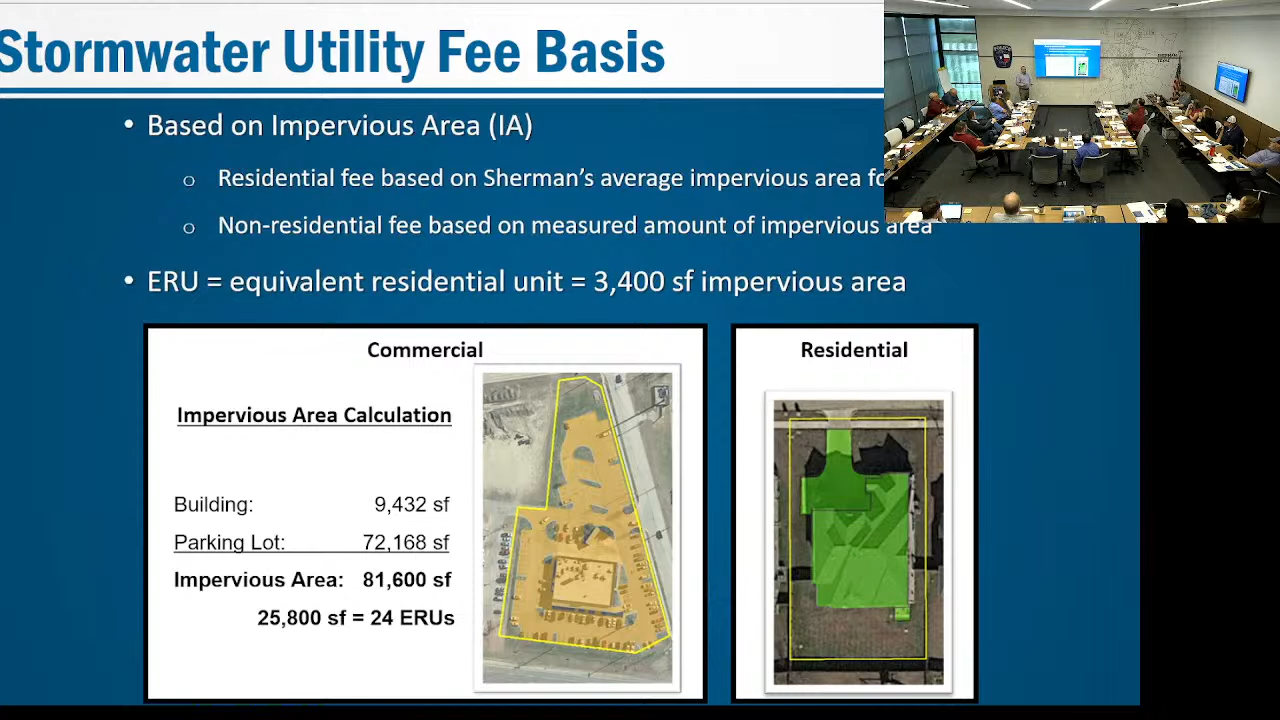 Stormwater Utility Fee Basis
• Based on Impervious Area (IA)
o Residential fee based on Sherman's average impervious area fo
o Non-residential fee based on measured amount of impervious area
• ERU = equivalent residential unit = 3,400 sf impervious area
Commercial
Impervious Area Calculation
Building: 9,432 sf
Parking Lot: 72,168 sf
Impervious Area: 81,600 sf
25,800 sf = 24 ERUs
Residential